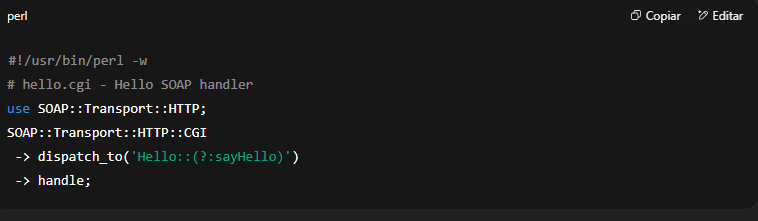 perl
Copiar
Editar
#!/usr/bin/perl -w
# hello.cgi - Hello SOAP handler
use SOAP::Transport::HTTP;
SOAP::Transport::HTTP::CGI
-> dispatch_to('Hello::(?:sayHello)')
-> handle;